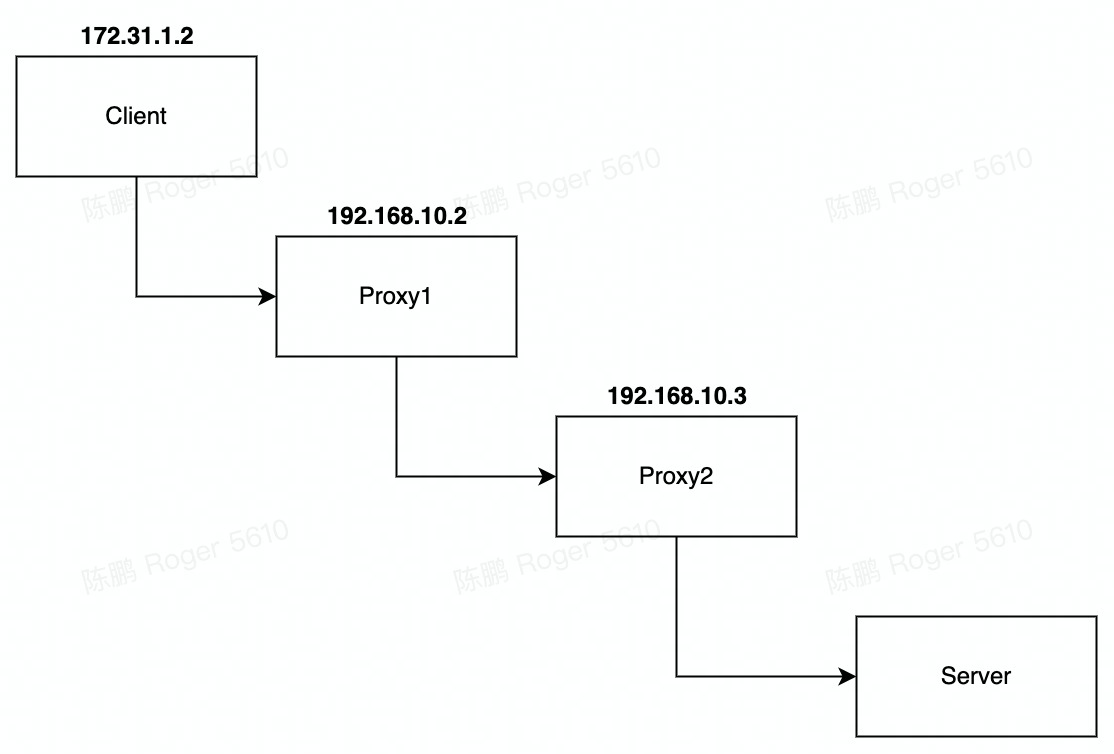 172.31.1.2
Client
陈鹏 Roger 5610
陈鹏 Roger 5610
陈鹏 Roger 5610
192.168.10.2
Proxy1
192.168.10.3
Proxy2
陈鹏 Roger 5610
陈鹏 Roger 5610
陈鹏 Roger 5610
Server